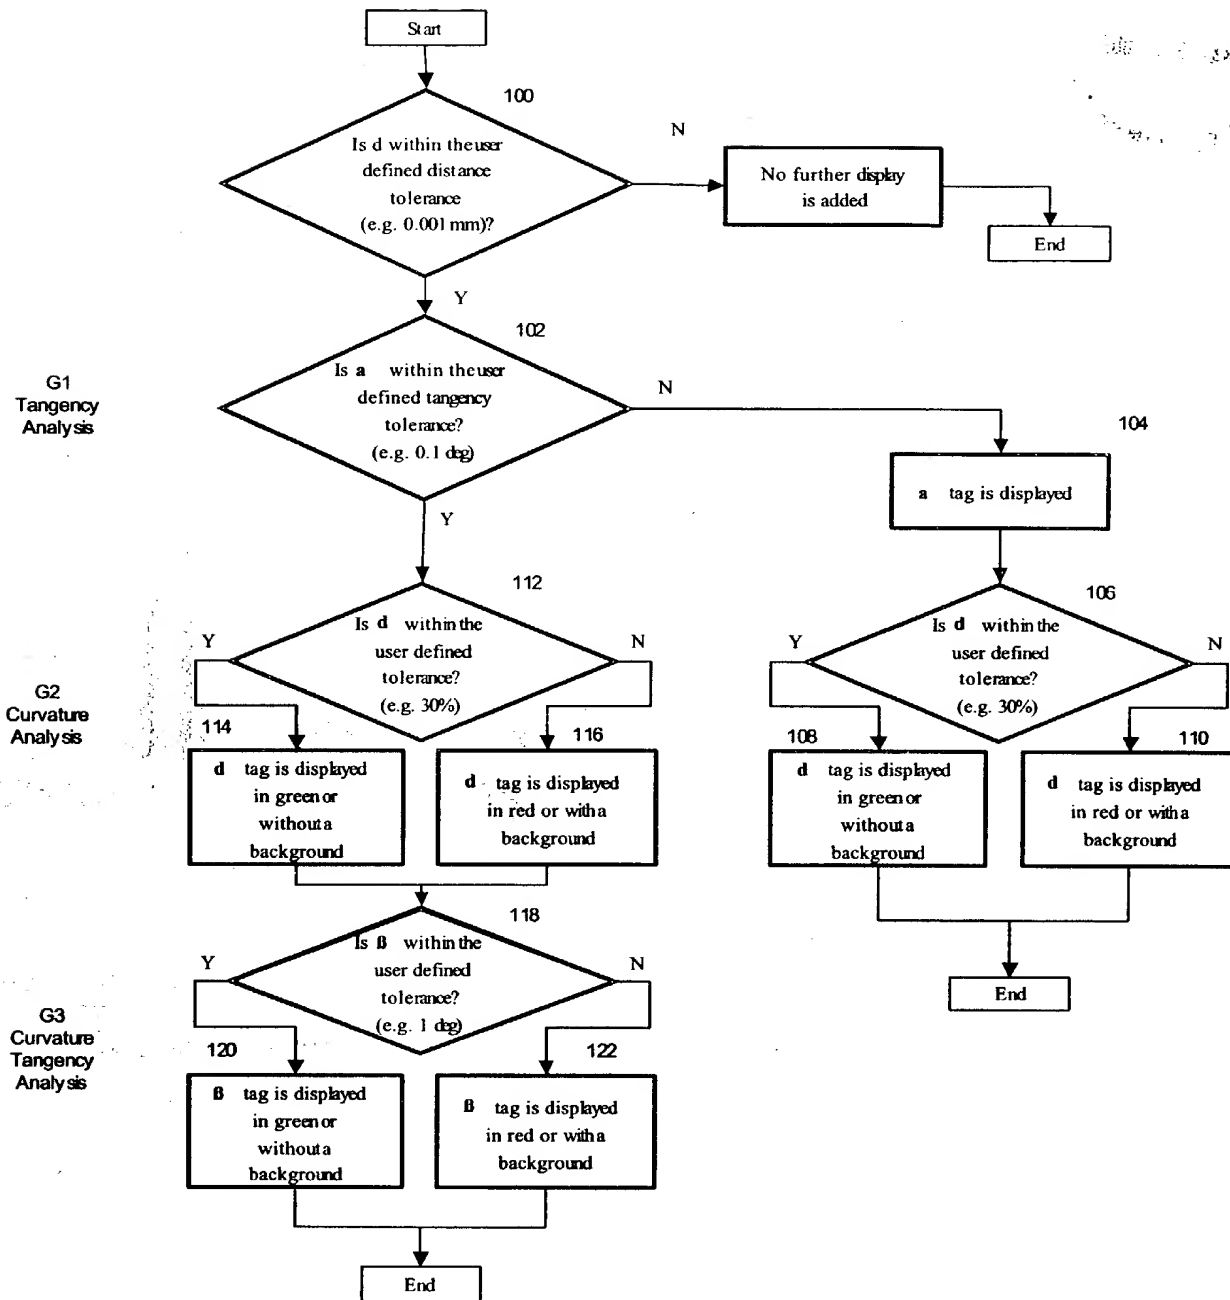 Start
100
Is d within the user
defined distance
tolerance
(e.g. 0.001 mm)?
N
No further display
is added
End
Y
102
G1
Tangency
Analysis
Is a within the user
defined tangency
tolerance?
(e.g. 0.1 deg)
N
104
a tag is displayed
Y
112
Is d within the
user defined
tolerance?
(e.g. 30%)
Y
N
106
Is d within the
user defined
tolerance?
(e.g. 30%)
Y
N
G2
Curvature
Analysis
114
d tag is displayed
in green or
without a
background
116
d tag is displayed
in red or with a
background
108
d tag is displayed
in green or
without a
background
110
d tag is displayed
in red or with a
background
118
Is ß within the
user defined
tolerance?
(e.g. 1 deg)
Y
N
End
G3
Curvature
Tangency
Analysis
120
ß tag is displayed
in green or
without a
background
122
ß tag is displayed
in red or with a
background
End